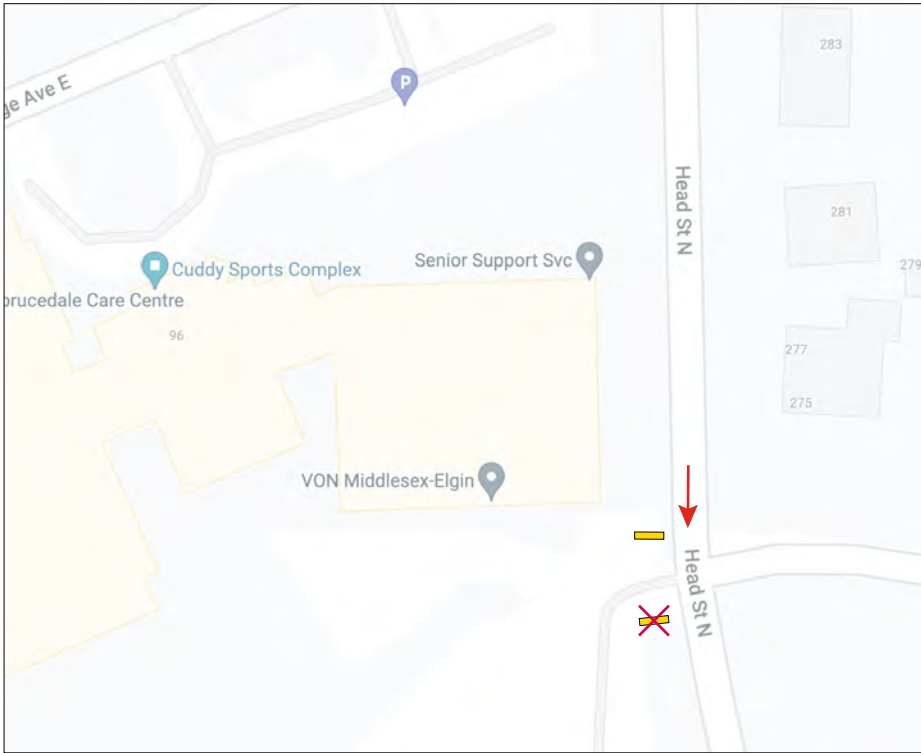 283
ge Ave E
P
Head St N
281
Senior Support Svc
279
Cuddy Sports Complex
prucedale Care Centre
96
277
275
VON Middlesex-Elgin
Head St N